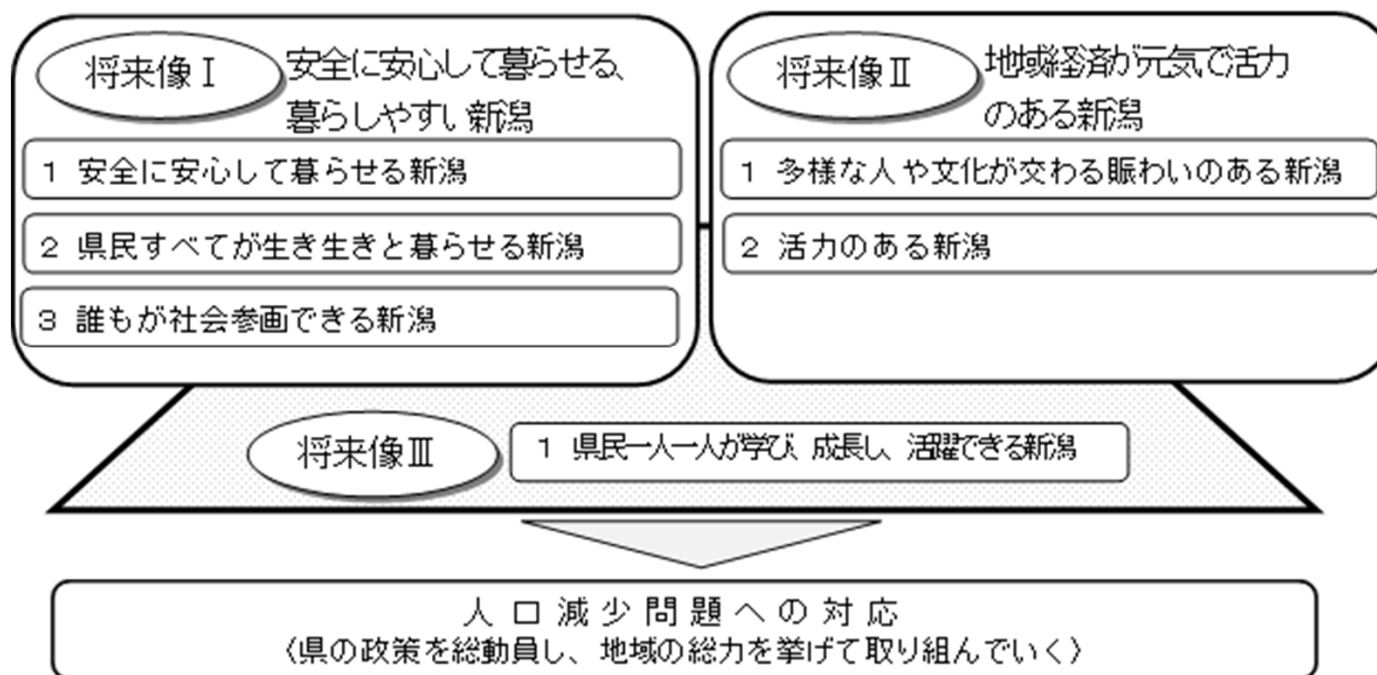 将来像Ⅰ
安全に安心して暮らせる、
暮らしやすい新潟
1 安全に安心して暮らせる新潟
2 県民すべてが生き生きと暮らせる新潟
3 誰もが社会参画できる新潟
将来像Ⅱ
地域経済が元気で活力
のある新潟
1 多様な人や文化が交わる賑わいのある新潟
2 活力のある新潟
将来像Ⅲ
1 県民一人一人が学び、成長し、活躍できる新潟
人口減少問題への対応
〈県の政策を総動員し、地域の総力を挙げて取り組んでいく〉